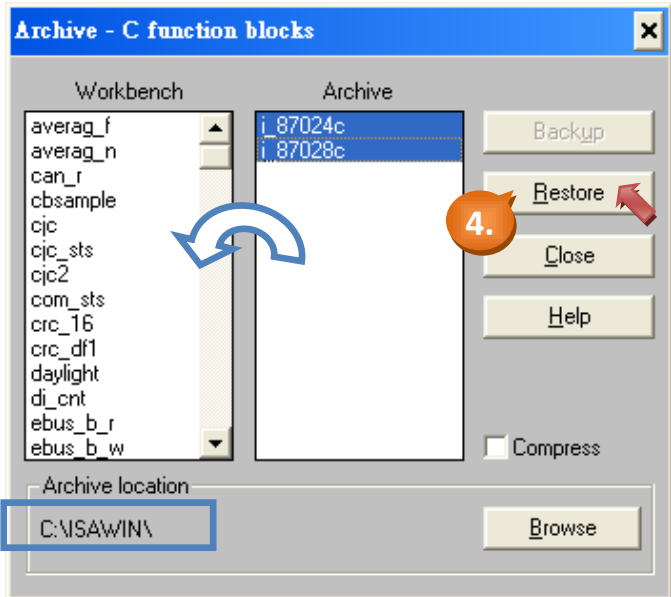 Archive - C function blocks
Workbench
Archive
averag_f
averag_n
can_r
cbsample
cjc
cjc_sts
cjc2
com_sts
crc_16
crc_df1
daylight
di_cnt
ebus_b_r
ebus_b_w
i_87024c
i_87028c
Backup
4.
Restore
Close
Help
Compress
Archive location
C:\ISAWIN\
Browse